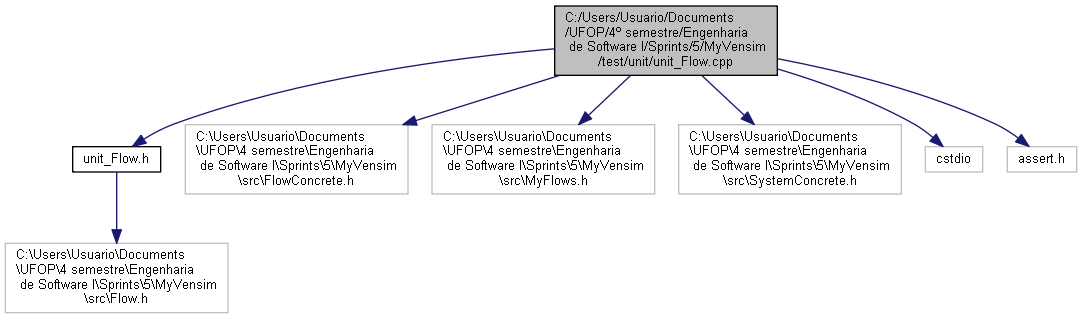 C:/Users/Usuario/Documents
/UFOP/4º semestre/Engenharia
de Software I/Sprints/5/MyVensim
/test/unit/unit_Flow.cpp
unit_Flow.h
C:\Users\Usuario\Documents
\UFOP\4 semestre\Engenharia
de Software I\Sprints\5\MyVensim
\src\FlowConcrete.h
C:\Users\Usuario\Documents
\UFOP\4 semestre\Engenharia
de Software I\Sprints\5\MyVensim
\src\MyFlows.h
C:\Users\Usuario\Documents
\UFOP\4 semestre\Engenharia
de Software I\Sprints\5\MyVensim
\src\SystemConcrete.h
cstdio
assert.h
C:\Users\Usuario\Documents
\UFOP\4 semestre\Engenharia
de Software I\Sprints\5\MyVensim
\src\Flow.h